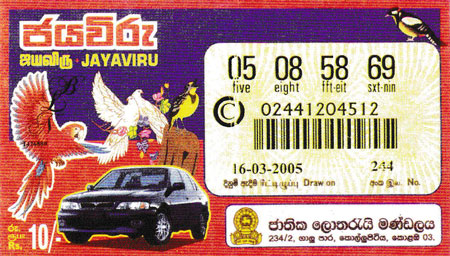 ජයවිරු
ஜயவிரு JAYAVIRU
05 08 58 69
five eight fft-eit sxt-nin
C 02441204512
16-03-2005 244
දිනුම් ඇදීම Draw on අංක No.
රු.
Rs. 10/-
ජාතික ලොතරැයි මණ්ඩලය
234/2, කොල්ලුපිටිය, කොළඹ 03.